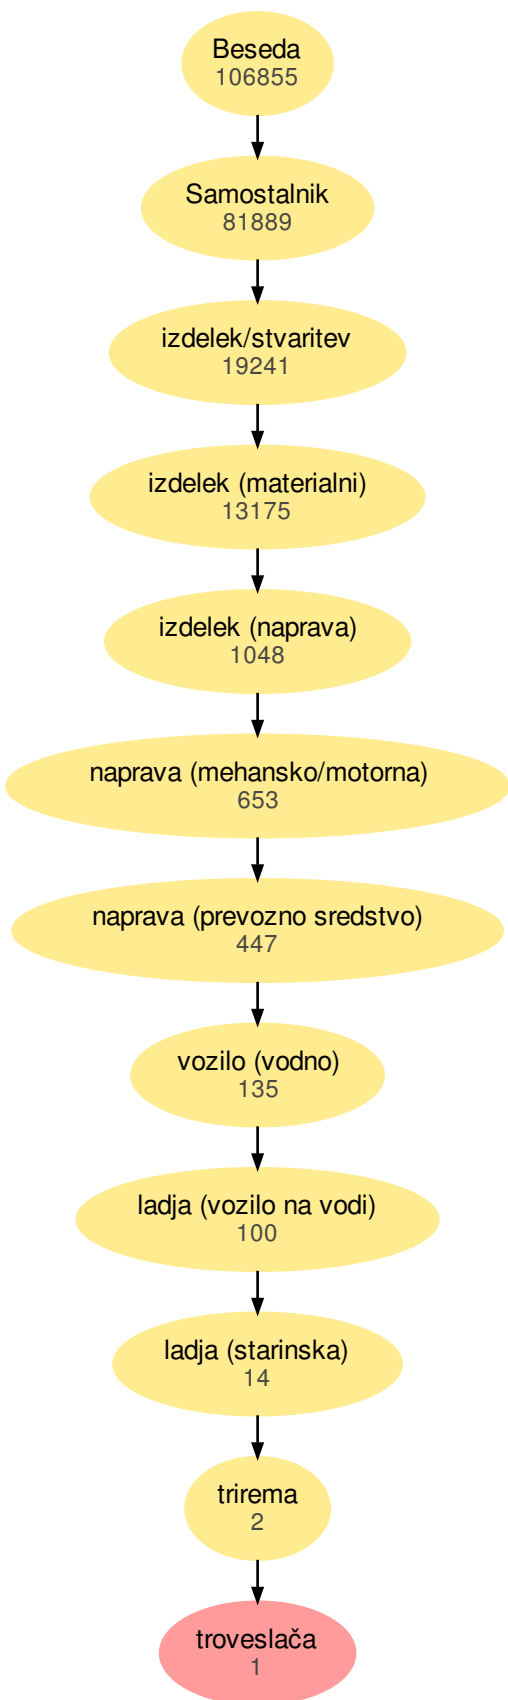 Beseda
106855
Samostalnik
81889
izdelek/stvaritev
19241
izdelek (materialni)
13175
izdelek (naprava)
1048
naprava (mehansko/motorna)
653
naprava (prevozno sredstvo)
447
vozilo (vodno)
135
ladja (vozilo na vodi)
100
ladja (starinska)
14
trirema
2
troveslača
1